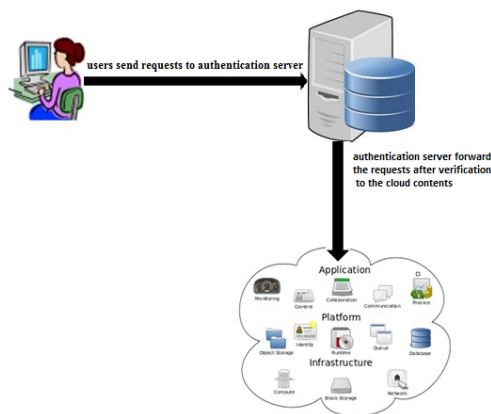 users send requests to authentication server
authentication server forward
the requests after verification
to the cloud contents
Application
Monitoring
Content
Collaboration
Communication
Finance
Platform
Object Storage
Identity
Runtime
Queue
Database
Infrastructure
Compute
Block Storage
Network